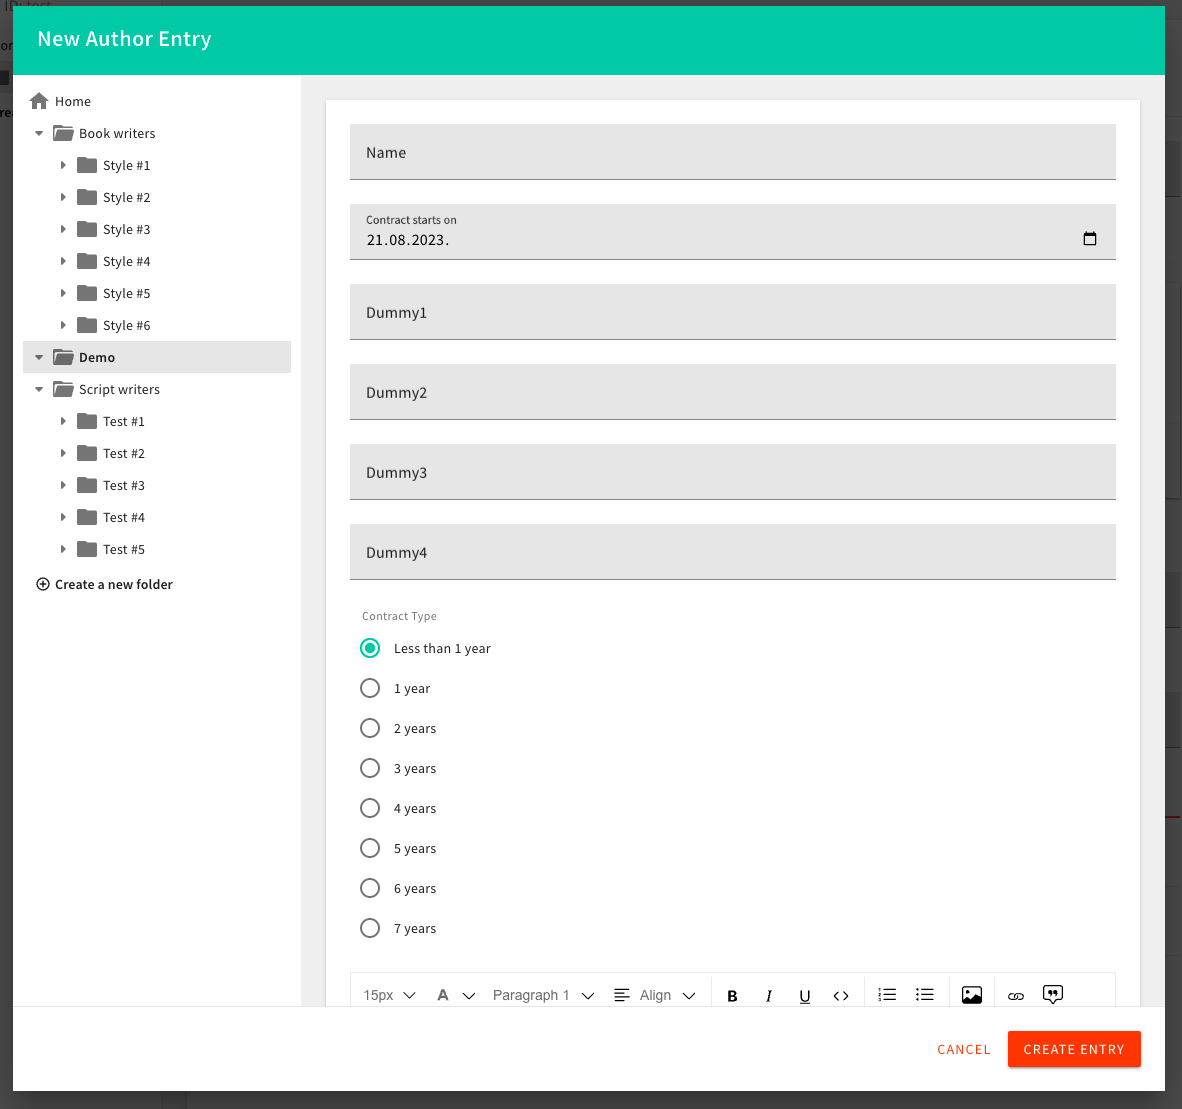 ID: test
New Author Entry
Home
Book writers
Style #1
Style #2
Style #3
Style #4
Style #5
Style #6
Demo
Script writers
Test #1
Test #2
Test #3
Test #4
Test #5
Create a new folder
Name
Contract starts on
21.08.2023.
Dummy1
Dummy2
Dummy3
Dummy4
Contract Type
Less than 1 year
1 year
2 years
3 years
4 years
5 years
6 years
7 years
15px A Paragraph 1 Align B I U <>
CANCEL CREATE ENTRY